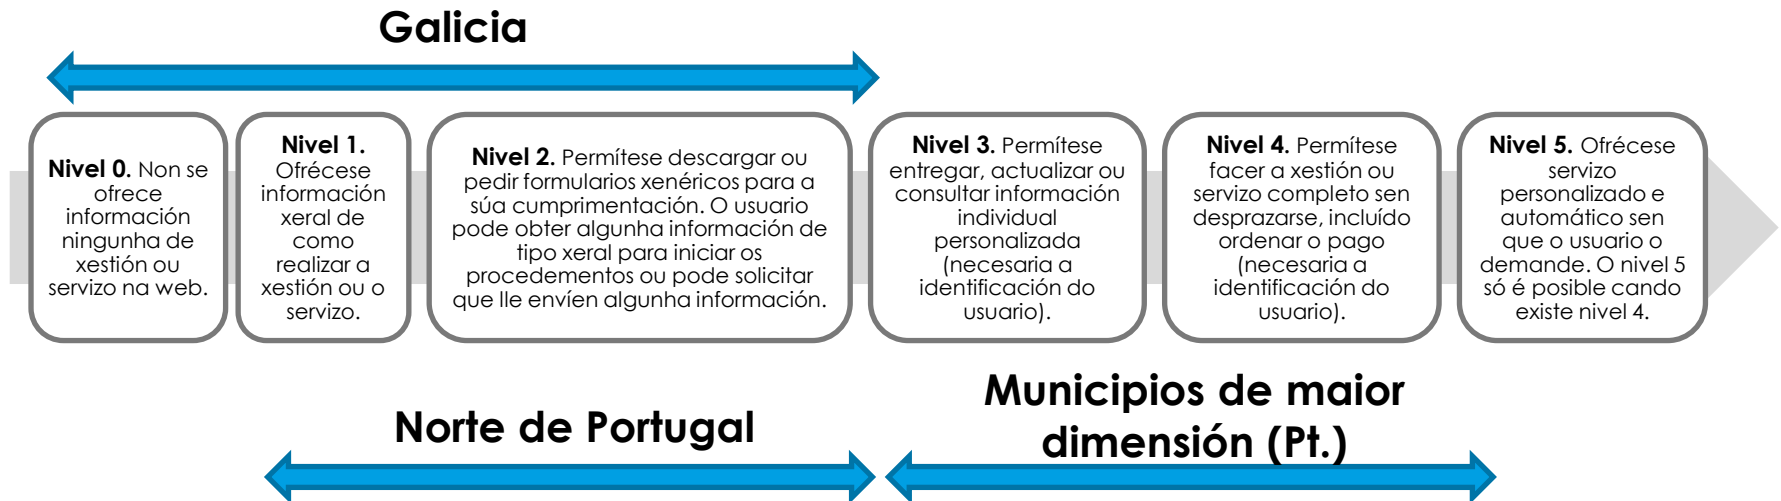 Galicia
Nivel 0. Non se
ofrece
información
ningunha de
xestión ou
servizo na web.
Nivel 1.
Ofrécese
información
xeral de
como
realizar a
xestión ou o
servizo.
Nivel 2. Permítese descargar ou
pedir formularios xenéricos para a
súa cumprimentación. O usuario
pode obter algunha información de
tipo xeral para iniciar os
procedementos ou pode solicitar
que lle envíen algunha información.
Nivel 3. Permítese
entregar, actualizar ou
consultar información
individual
personalizada
(necesaria a
identificación do
usuario).
Nivel 4. Permítese
facer a xestión ou
servizo completo sen
desprazarse, incluído
ordenar o pago
(necesaria a
identificación do
usuario).
Nivel 5. Ofrécese
servizo
personalizado e
automático sen
que o usuario o
demande. O nivel 5
só é posible cando
existe nivel 4.
Norte de Portugal
Municipios de maior
dimensión (Pt.)